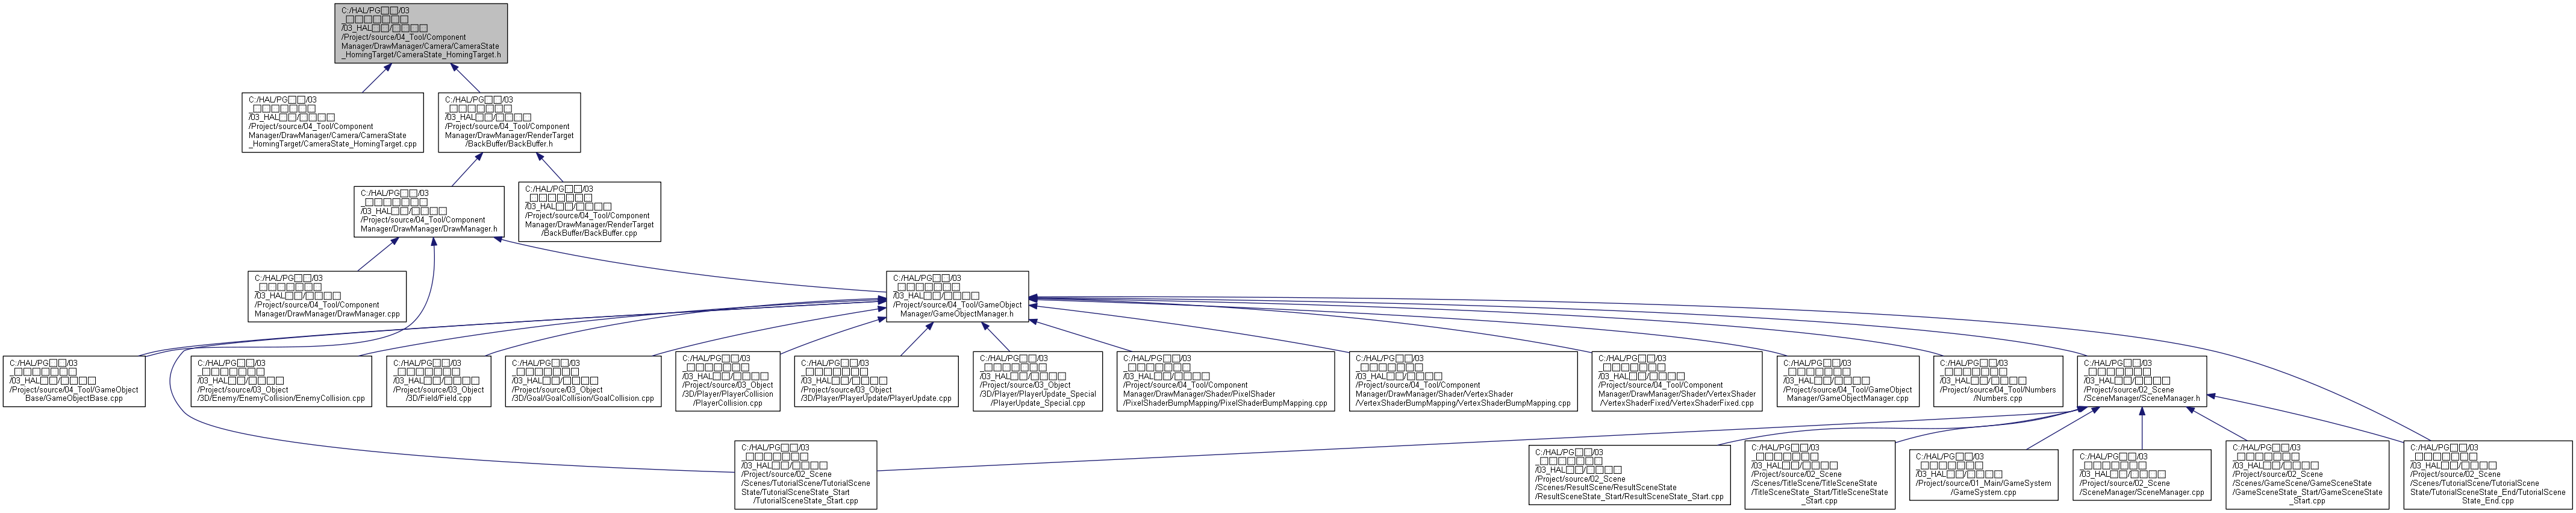 C:/HAL/PG□□/03
_□□□□□□□
/03_HAL□□/□□□□
/Project/source/04_Tool/Component
Manager/DrawManager/Camera/CameraState
_HomingTarget/CameraState_HomingTarget.h
C:/HAL/PG□□/03
_□□□□□□□
/03_HAL□□/□□□□
/Project/source/04_Tool/Component
Manager/DrawManager/Camera/CameraState
_HomingTarget/CameraState_HomingTarget.cpp
C:/HAL/PG□□/03
_□□□□□□□
/03_HAL□□/□□□□
/Project/source/04_Tool/Component
Manager/DrawManager/RenderTarget
/BackBuffer/BackBuffer.h
C:/HAL/PG□□/03
_□□□□□□□
/03_HAL□□/□□□□
/Project/source/04_Tool/Component
Manager/DrawManager/DrawManager.h
C:/HAL/PG□□/03
_□□□□□□□
/03_HAL□□/□□□□
/Project/source/04_Tool/Component
Manager/DrawManager/RenderTarget
/BackBuffer/BackBuffer.cpp
C:/HAL/PG□□/03
_□□□□□□□
/03_HAL□□/□□□□
/Project/source/04_Tool/Component
Manager/DrawManager/DrawManager.cpp
C:/HAL/PG□□/03
_□□□□□□□
/03_HAL□□/□□□□
/Project/source/04_Tool/GameObject
Manager/GameObjectManager.h
C:/HAL/PG□□/03
_□□□□□□□
/03_HAL□□/□□□□
/Project/source/04_Tool/GameObject
Base/GameObjectBase.cpp
C:/HAL/PG□□/03
_□□□□□□□
/03_HAL□□/□□□□
/Project/source/03_Object
/3D/Enemy/EnemyCollision/EnemyCollision.cpp
C:/HAL/PG□□/03
_□□□□□□□
/03_HAL□□/□□□□
/Project/source/03_Object
/3D/Field/Field.cpp
C:/HAL/PG□□/03
_□□□□□□□
/03_HAL□□/□□□□
/Project/source/03_Object
/3D/Goal/GoalCollision/GoalCollision.cpp
C:/HAL/PG□□/03
_□□□□□□□
/03_HAL□□/□□□□
/Project/source/03_Object
/3D/Player/PlayerCollision
/PlayerCollision.cpp
C:/HAL/PG□□/03
_□□□□□□□
/03_HAL□□/□□□□
/Project/source/03_Object
/3D/Player/PlayerUpdate/PlayerUpdate.cpp
C:/HAL/PG□□/03
_□□□□□□□
/03_HAL□□/□□□□
/Project/source/03_Object
/3D/Player/PlayerUpdate_Special
/PlayerUpdate_Special.cpp
C:/HAL/PG□□/03
_□□□□□□□
/03_HAL□□/□□□□
/Project/source/04_Tool/Component
Manager/DrawManager/Shader/PixelShader
/PixelShaderBumpMapping/PixelShaderBumpMapping.cpp
C:/HAL/PG□□/03
_□□□□□□□
/03_HAL□□/□□□□
/Project/source/04_Tool/Component
Manager/DrawManager/Shader/VertexShader
/VertexShaderBumpMapping/VertexShaderBumpMapping.cpp
C:/HAL/PG□□/03
_□□□□□□□
/03_HAL□□/□□□□
/Project/source/04_Tool/Component
Manager/DrawManager/Shader/VertexShader
/VertexShaderFixed/VertexShaderFixed.cpp
C:/HAL/PG□□/03
_□□□□□□□
/03_HAL□□/□□□□
/Project/source/04_Tool/GameObject
Manager/GameObjectManager.cpp
C:/HAL/PG□□/03
_□□□□□□□
/03_HAL□□/□□□□
/Project/source/04_Tool/Numbers
/Numbers.cpp
C:/HAL/PG□□/03
_□□□□□□□
/03_HAL□□/□□□□
/Project/source/02_Scene
/SceneManager/SceneManager.h
C:/HAL/PG□□/03
_□□□□□□□
/03_HAL□□/□□□□
/Project/source/02_Scene
/Scenes/TutorialScene/TutorialScene
State/TutorialSceneState_Start
/TutorialSceneState_Start.cpp
C:/HAL/PG□□/03
_□□□□□□□
/03_HAL□□/□□□□
/Project/source/02_Scene
/Scenes/ResultScene/ResultSceneState
/ResultSceneState_Start/ResultSceneState_Start.cpp
C:/HAL/PG□□/03
_□□□□□□□
/03_HAL□□/□□□□
/Project/source/02_Scene
/Scenes/TitleScene/TitleSceneState
/TitleSceneState_Start/TitleSceneState
_Start.cpp
C:/HAL/PG□□/03
_□□□□□□□
/03_HAL□□/□□□□
/Project/source/01_Main/GameSystem
/GameSystem.cpp
C:/HAL/PG□□/03
_□□□□□□□
/03_HAL□□/□□□□
/Project/source/02_Scene
/SceneManager/SceneManager.cpp
C:/HAL/PG□□/03
_□□□□□□□
/03_HAL□□/□□□□
/Project/source/02_Scene
/Scenes/GameScene/GameSceneState
/GameSceneState_Start/GameSceneState
_Start.cpp
C:/HAL/PG□□/03
_□□□□□□□
/03_HAL□□/□□□□
/Project/source/02_Scene
/Scenes/TutorialScene/TutorialScene
State/TutorialSceneState_End/TutorialScene
State_End.cpp